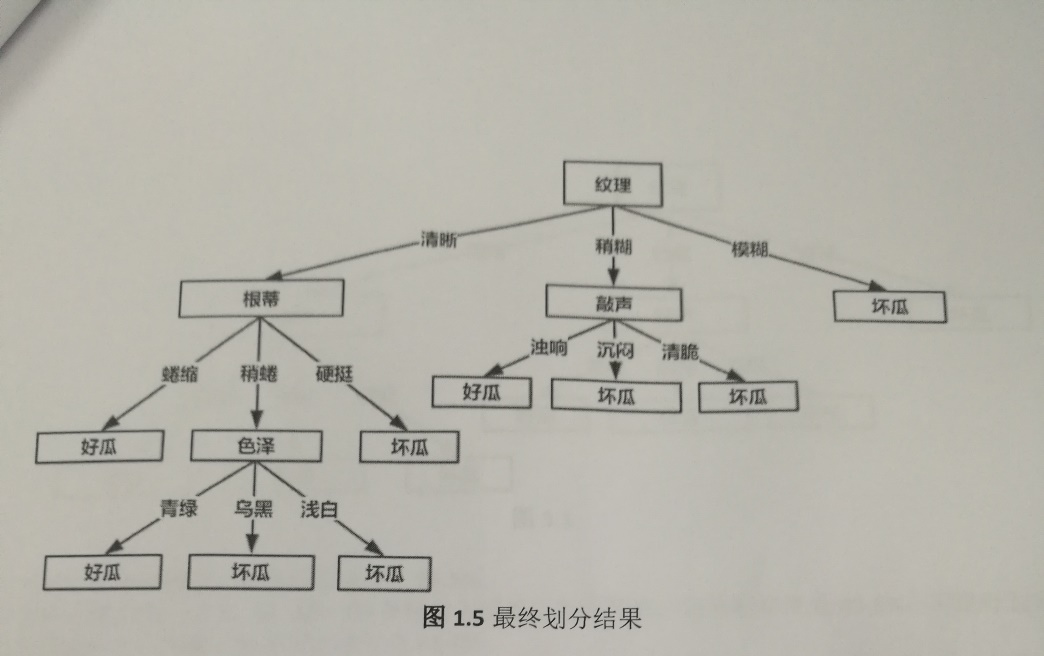 纹理
清晰 稍糊 模糊
根蒂 敲声 坏瓜
浊响 沉闷 清脆
蜷缩 稍蜷 硬挺
好瓜 坏瓜 坏瓜
好瓜 色泽 坏瓜
青绿 乌黑 浅白
好瓜 坏瓜 坏瓜
图 1.5 最终划分结果